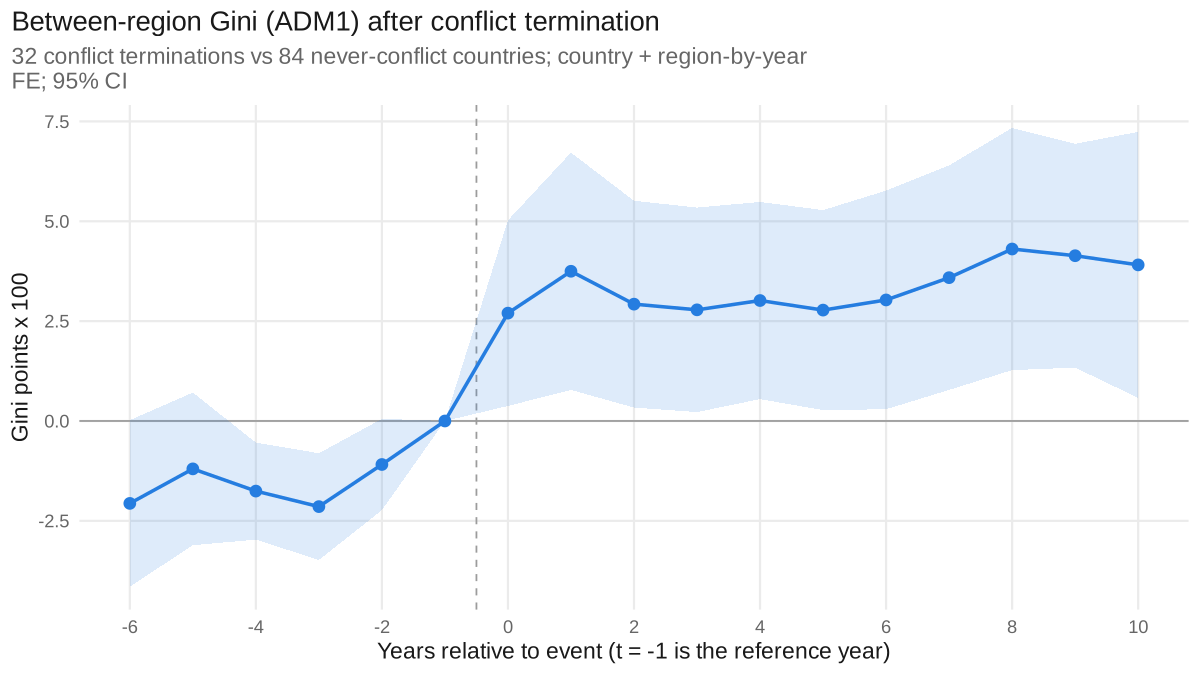 Between-region Gini (ADM1) after conflict termination
32 conflict terminations vs 84 never-conflict countries; country + region-by-year
FE; 95% CI
Gini points x 100
7.5
5.0
2.5
0.0
-2.5
-6 -4 -2 0 2 4 6 8 10
Years relative to event (t = -1 is the reference year)